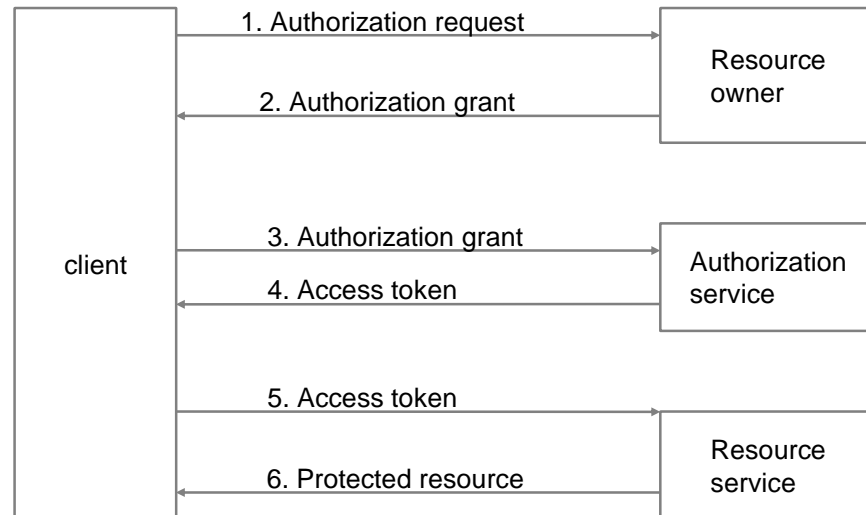 1. Authorization request
Resource
owner
2. Authorization grant
client
3. Authorization grant
Authorization
service
4. Access token
5. Access token
Resource
service
6. Protected resource